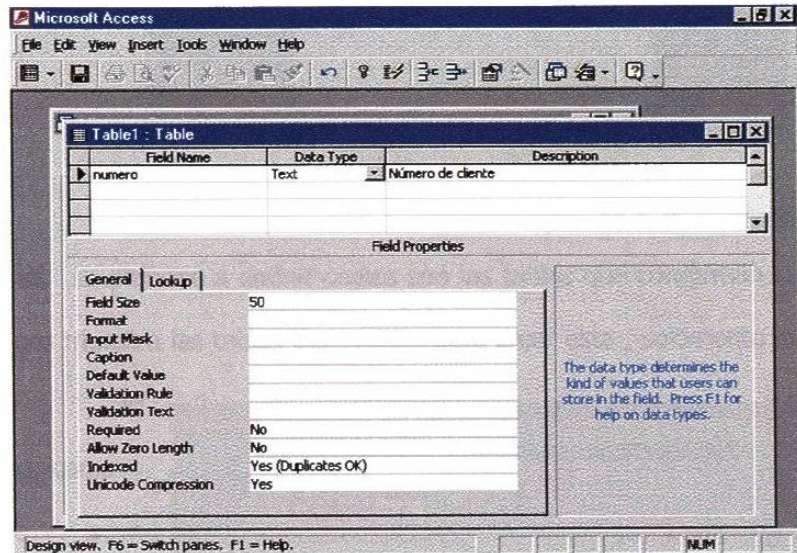 Microsoft Access
File Edit View Insert Tools Window Help
Table1 : Table
Field Name Data Type Description
numero Text Número de cliente
Field Properties
General Lookup
Field Size 50
Format
Input Mask
Caption
Default Value
Validation Rule
Validation Text
Required No
Allow Zero Length No
Indexed Yes (Duplicates OK)
Unicode Compression Yes
The data type determines the
kind of values that users can
store in the field. Press F1 for
help on data types.
Design view. F6 = Switch panes. F1 = Help. NUM